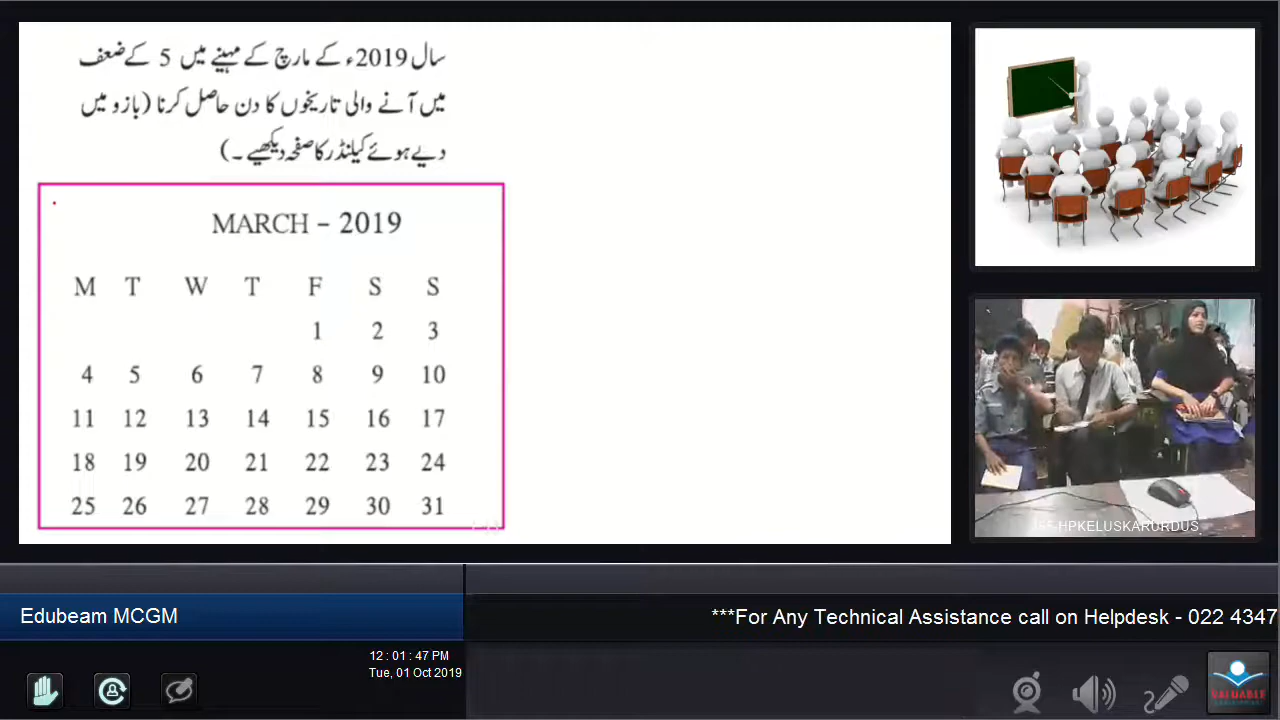 سال 2019ء کے مارچ کے مہینے میں 5 کے ضعف
میں آنے والی تاریخوں کا دن حاصل کرنا (بازو میں
دیے ہوئے کیلنڈر کا صفحہ دیکھیے ۔)
MARCH – 2019
M T W T F S S
1 2 3
4 5 6 7 8 9 10
11 12 13 14 15 16 17
18 19 20 21 22 23 24
25 26 27 28 29 30 31
HPKELUSKARURDUS
Edubeam MCGM
***For Any Technical Assistance call on Helpdesk - 022 4347
12 : 01 : 47 PM
Tue, 01 Oct 2019